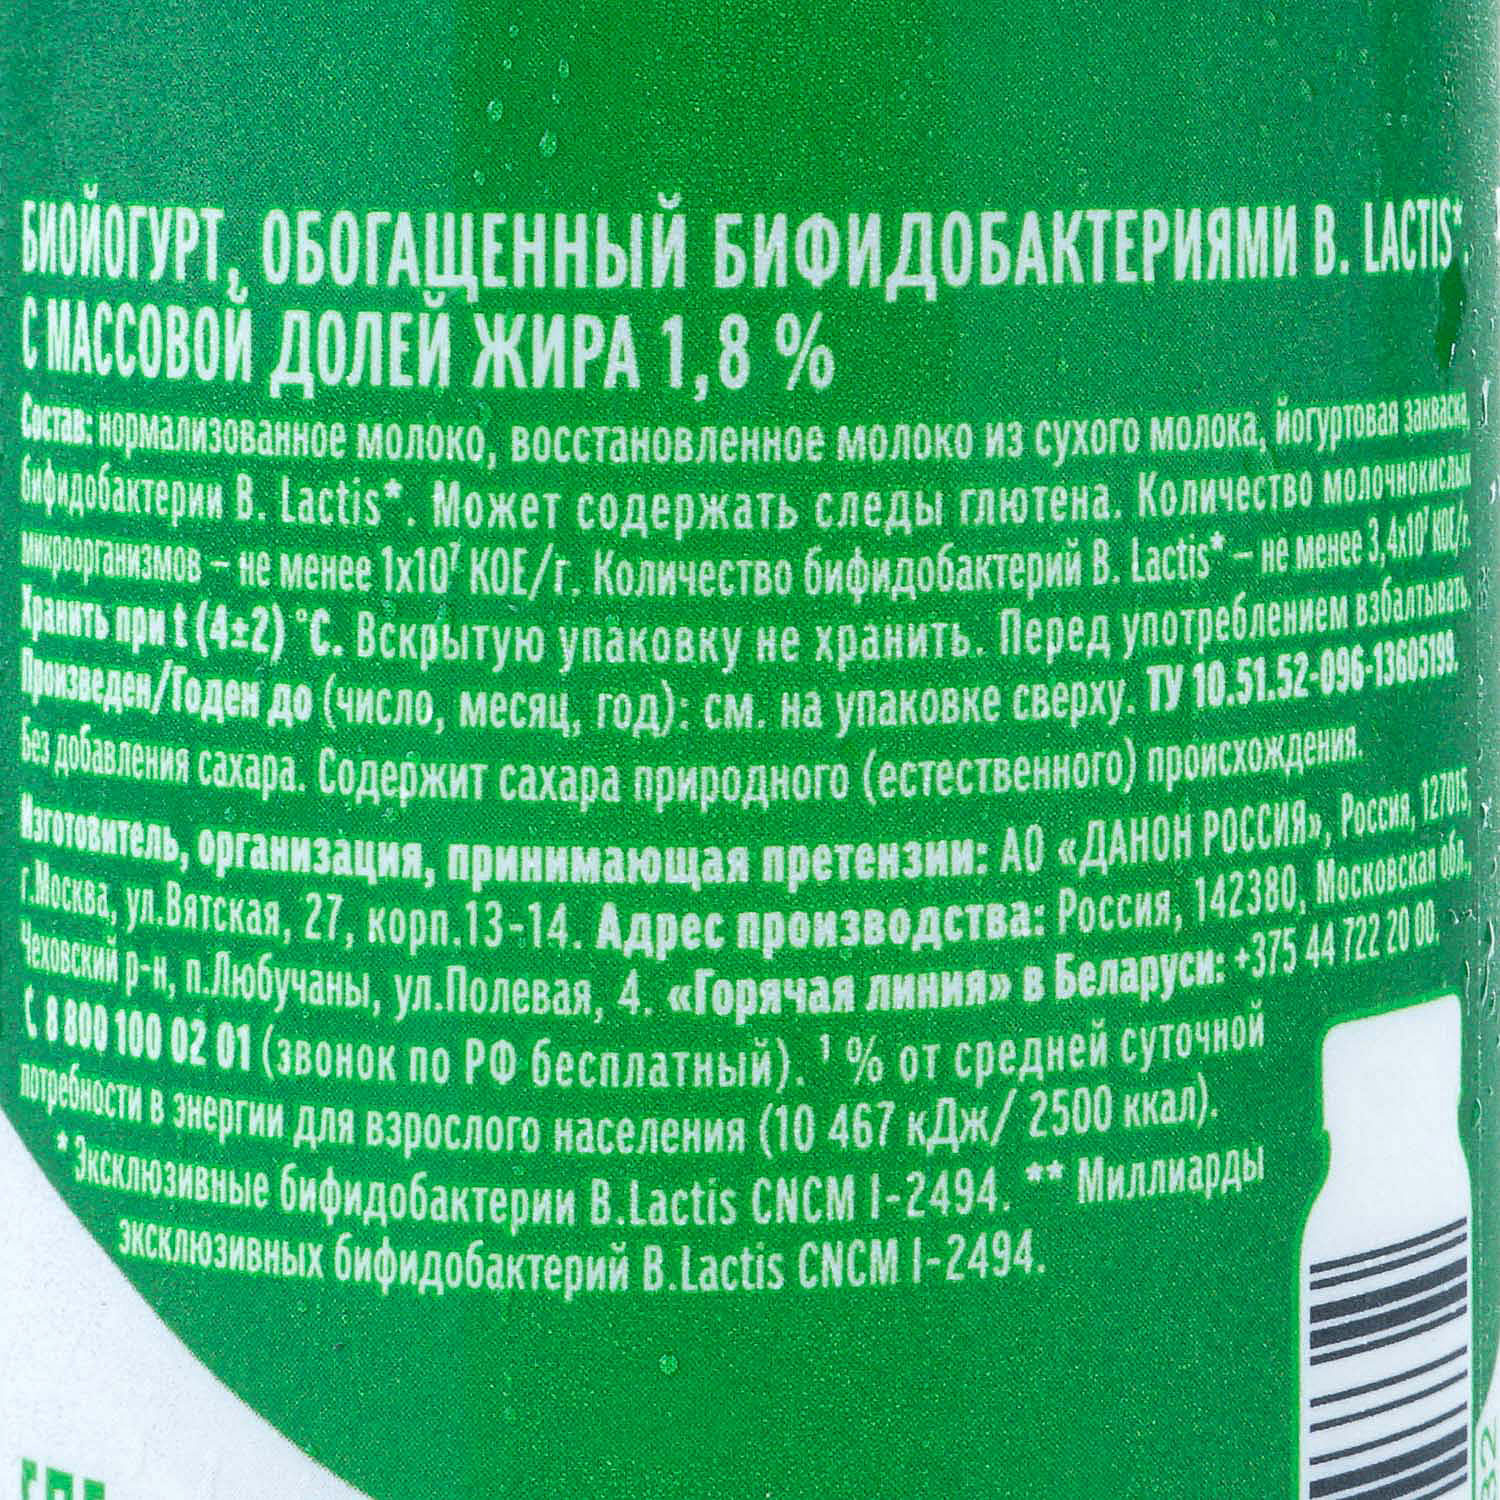 БИОЙОГУРТ, ОБОГАЩЕННЫЙ БИФИДОБАКТЕРИЯМИ B. LACTIS*.
С МАССОВОЙ ДОЛЕЙ ЖИРА 1,8 %
Состав: нормализованное молоко, восстановленное молоко из сухого молока, йогуртовая закваска,
бифидобактерии B. Lactis*. Может содержать следы глютена. Количество молочнокислых
микроорганизмов – не менее 1х10⁷ КОЕ/г. Количество бифидобактерий B. Lactis* – не менее 3,4х10⁷ КОЕ/г.
Хранить при t (4±2) °C. Вскрытую упаковку не хранить. Перед употреблением взбалтывать.
Произведен/Годен до (число, месяц, год): см. на упаковке сверху. ТУ 10.51.52-096-13605199.
Без добавления сахара. Содержит сахара природного (естественного) происхождения.
Изготовитель, организация, принимающая претензии: АО «ДАНОН РОССИЯ», Россия, 127015,
г.Москва, ул.Вятская, 27, корп.13-14. Адрес производства: Россия, 142380, Московская обл.,
Чеховский р-н, п.Любучаны, ул.Полевая, 4. «Горячая линия» в Беларуси: +375 44 722 20 00.
8 800 100 02 01 (звонок по РФ бесплатный). ¹ % от средней суточной
потребности в энергии для взрослого населения (10 467 кДж/ 2500 ккал).
* Эксклюзивные бифидобактерии B.Lactis CNCM I-2494. ** Миллиарды
эксклюзивных бифидобактерий B.Lactis CNCM I-2494.